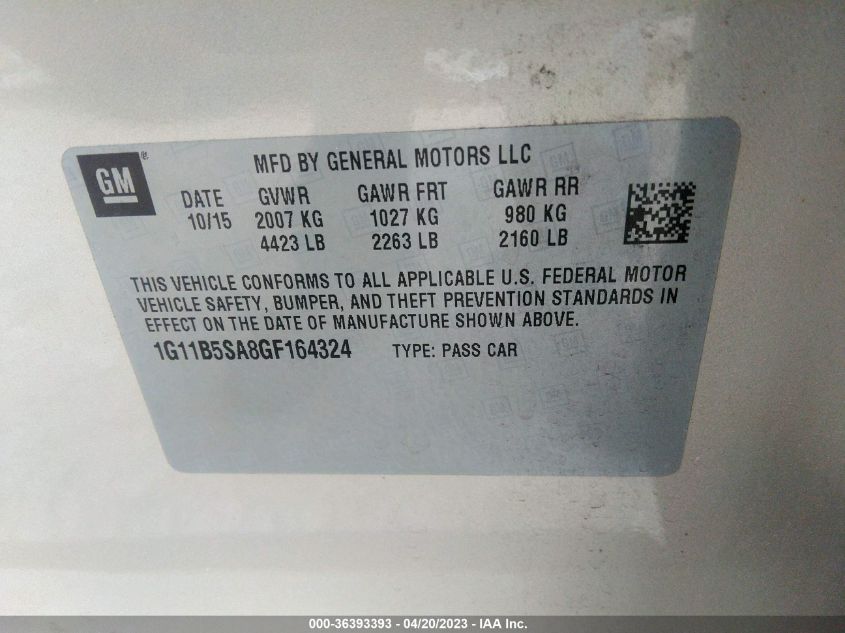 GM ®
MFD BY GENERAL MOTORS LLC
DATE GVWR GAWR FRT GAWR RR
10/15 2007 KG 1027 KG 980 KG
4423 LB 2263 LB 2160 LB
THIS VEHICLE CONFORMS TO ALL APPLICABLE U.S. FEDERAL MOTOR
VEHICLE SAFETY, BUMPER, AND THEFT PREVENTION STANDARDS IN
EFFECT ON THE DATE OF MANUFACTURE SHOWN ABOVE.
1G11B5SA8GF164324 TYPE: PASS CAR
000-36393393 - 04/20/2023 - IAA Inc.